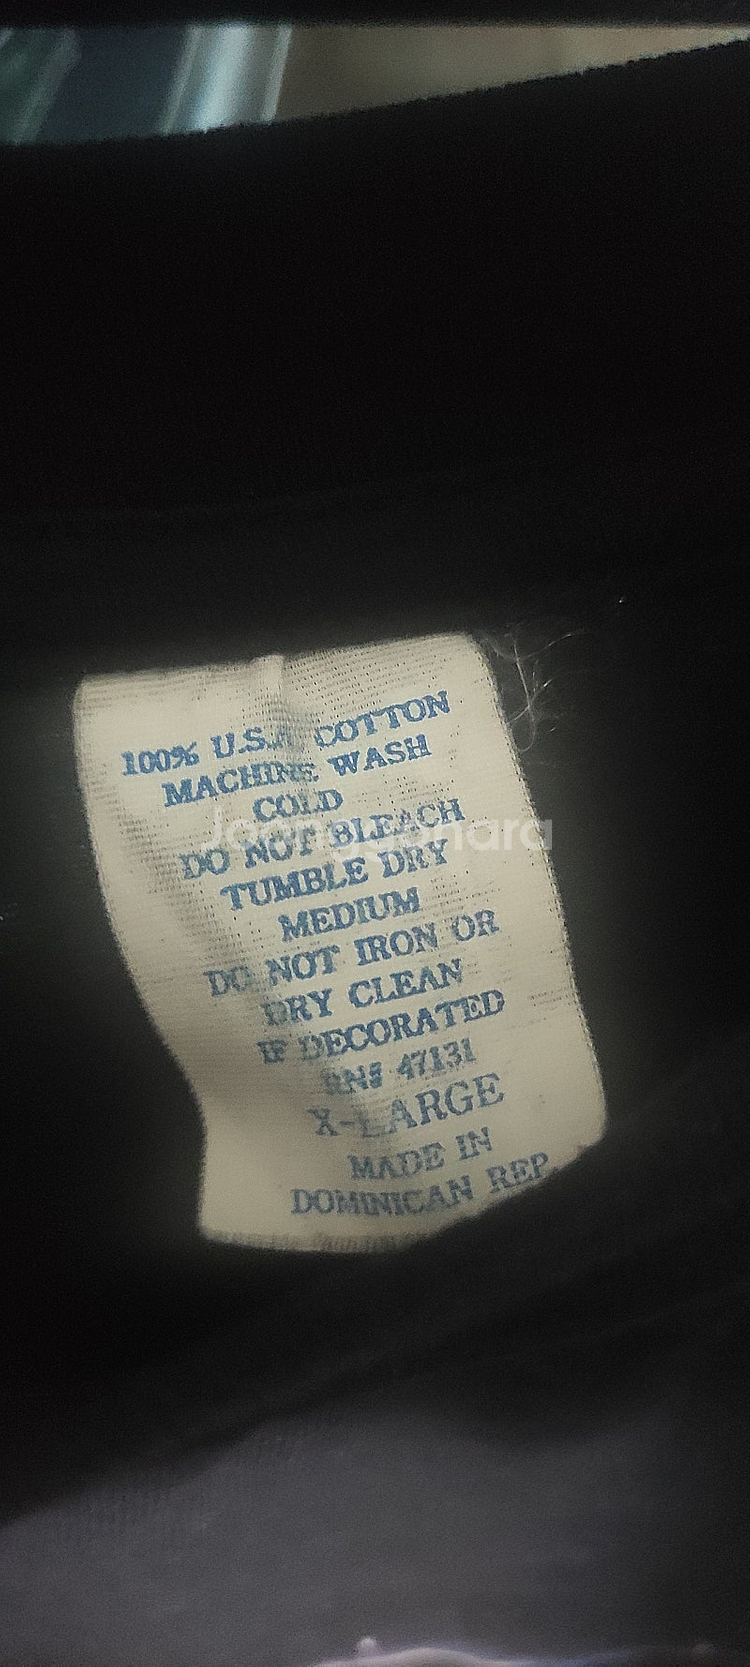 100% U.S.A. COTTON
MACHINE WASH
COLD
DO NOT BLEACH
TUMBLE DRY
MEDIUM
DO NOT IRON OR
DRY CLEAN
IF DECORATED
RN# 47131
X-LARGE
MADE IN
DOMINICAN REP.
Joonggonara